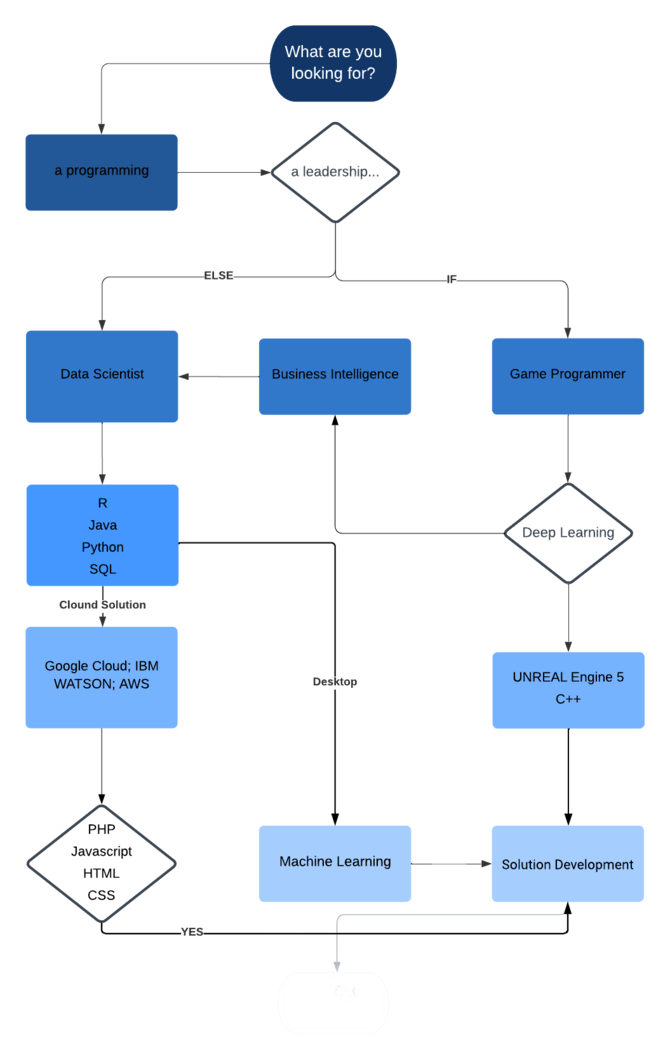 What are you
looking for?
a programming
a leadership...
ELSE
IF
Data Scientist
Business Intelligence
Game Programmer
R
Java
Python
SQL
Deep Learning
Clound Solution
Google Cloud; IBM
WATSON; AWS
UNREAL Engine 5
C++
Desktop
PHP
Javascript
HTML
CSS
Machine Learning
Solution Development
YES